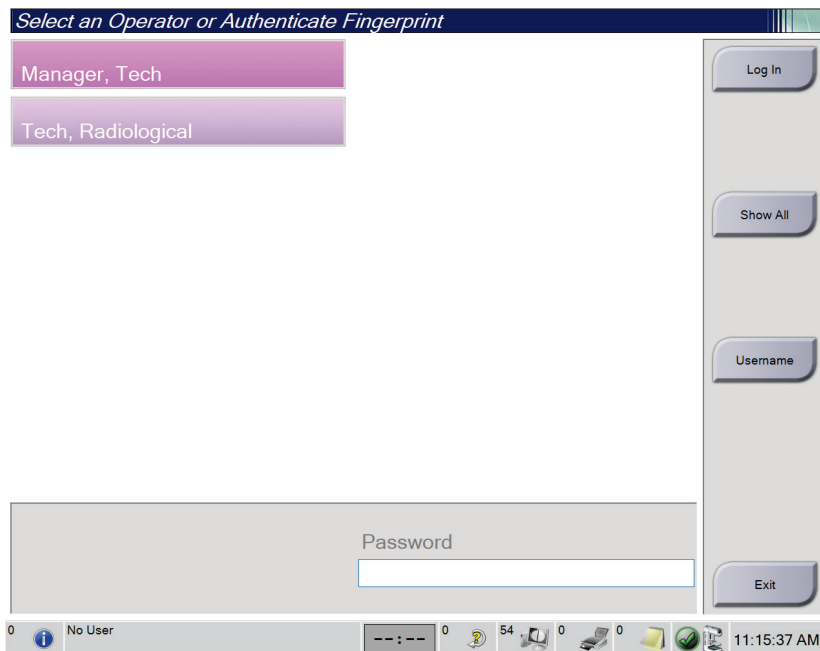 Select an Operator or Authenticate Fingerprint
Manager, Tech
Tech, Radiological
Log In
Show All
Username
Password
Exit
0
No User
--:--
0
54
0
0
11:15:37 AM